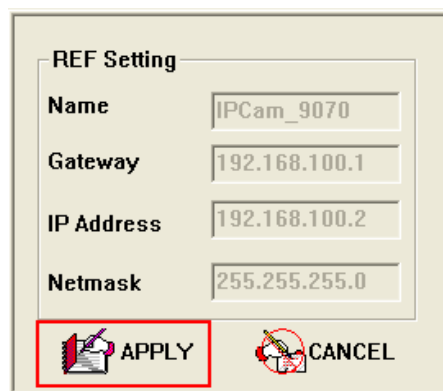 REF Setting
Name IPCam_9070
Gateway 192.168.100.1
IP Address 192.168.100.2
Netmask 255.255.255.0
APPLY CANCEL